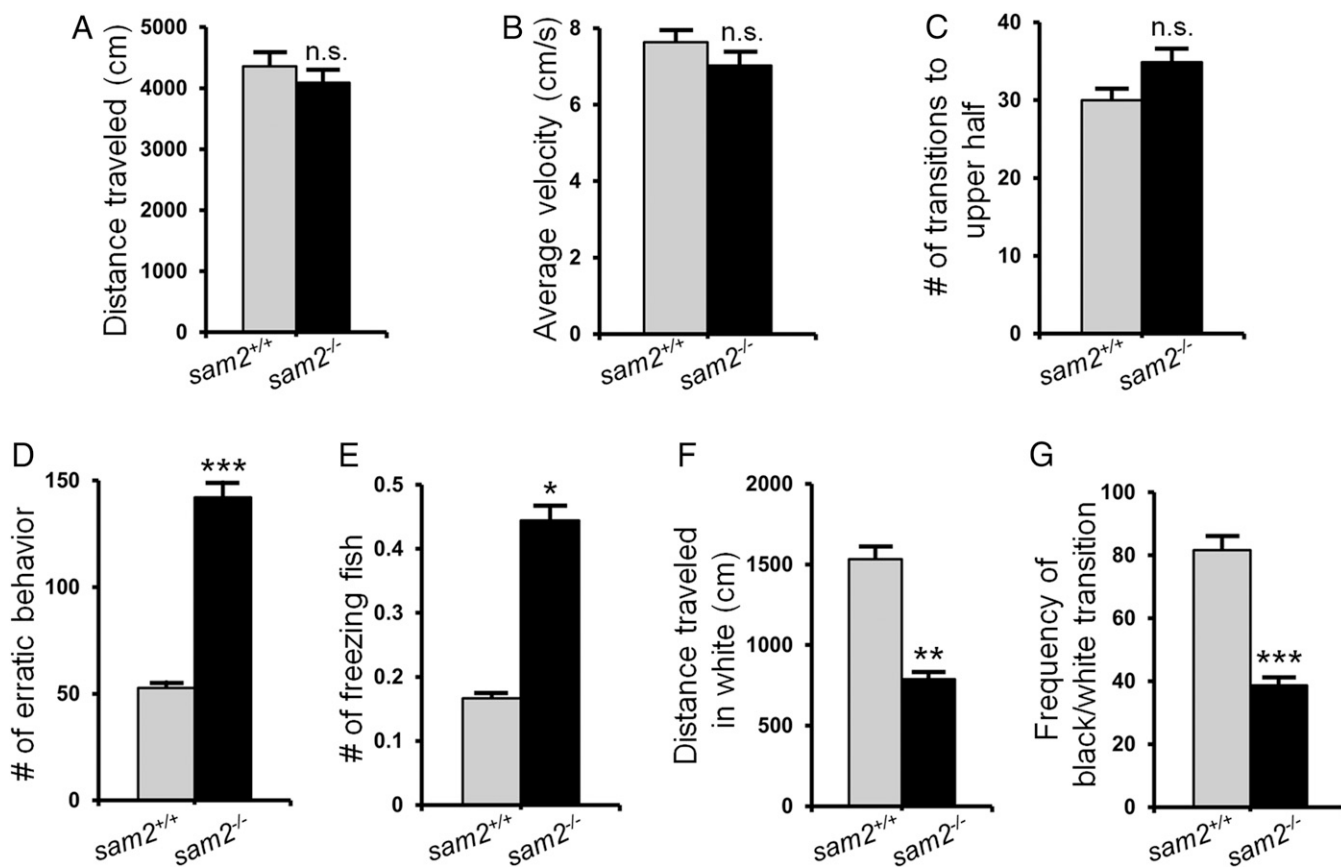 A
Distance traveled (cm)
5000
4000
3000
2000
1000
0
n.s.
sam2+/+
sam2-/-
B
Average velocity (cm/s)
8
6
4
2
0
n.s.
sam2+/+
sam2-/-
C
# of transitions to
upper half
40
30
20
10
0
n.s.
sam2+/+
sam2-/-
D
# of erratic behavior
150
100
50
0
***
sam2+/+
sam2-/-
E
# of freezing fish
0.5
0.4
0.3
0.2
0.1
0
*
sam2+/+
sam2-/-
F
Distance traveled
in white (cm)
2000
1500
1000
500
0
**
sam2+/+
sam2-/-
G
Frequency of
black/white transition
100
80
60
40
20
0
***
sam2+/+
sam2-/-